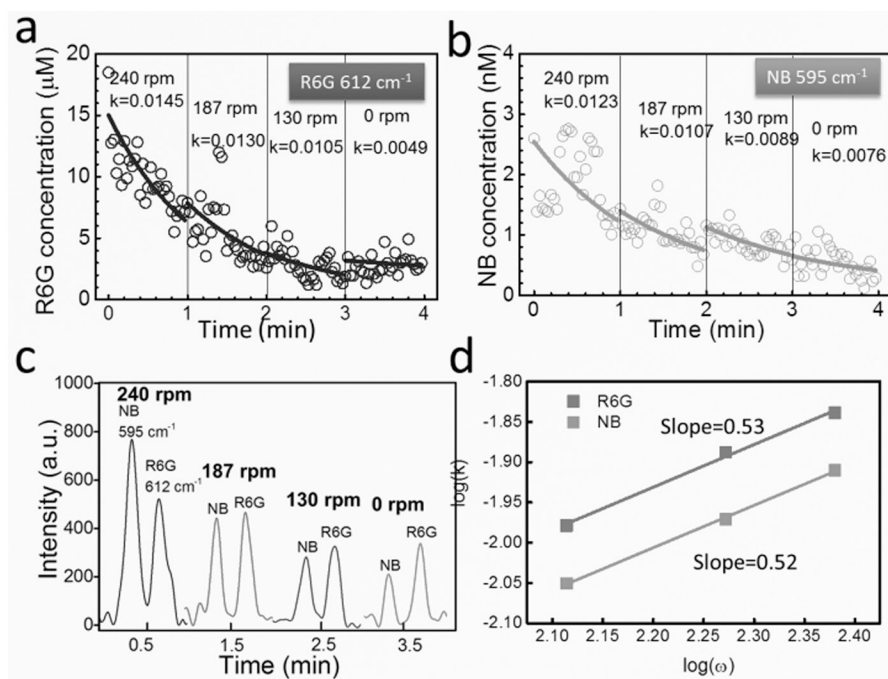 a
R6G 612 cm⁻¹
240 rpm
k=0.0145
187 rpm
k=0.0130
130 rpm
k=0.0105
0 rpm
k=0.0049
R6G concentration (μM)
20
15
10
5
0
0 1 2 3 4
Time (min)
b
NB 595 cm⁻¹
240 rpm
k=0.0123
187 rpm
k=0.0107
130 rpm
k=0.0089
0 rpm
k=0.0076
NB concentration (nM)
4
3
2
1
0
0 1 2 3 4
Time (min)
c
240 rpm
NB
595 cm⁻¹
R6G
612 cm⁻¹
187 rpm
NB R6G
130 rpm
NB R6G
0 rpm
NB R6G
Intensity (a.u.)
1000
800
600
400
200
0
0.5 1.5 2.5 3.5
Time (min)
d
R6G
NB
Slope=0.53
Slope=0.52
log(k)
-1.80
-1.85
-1.90
-1.95
-2.00
-2.05
-2.10
2.10 2.15 2.20 2.25 2.30 2.35 2.40
log(ω)